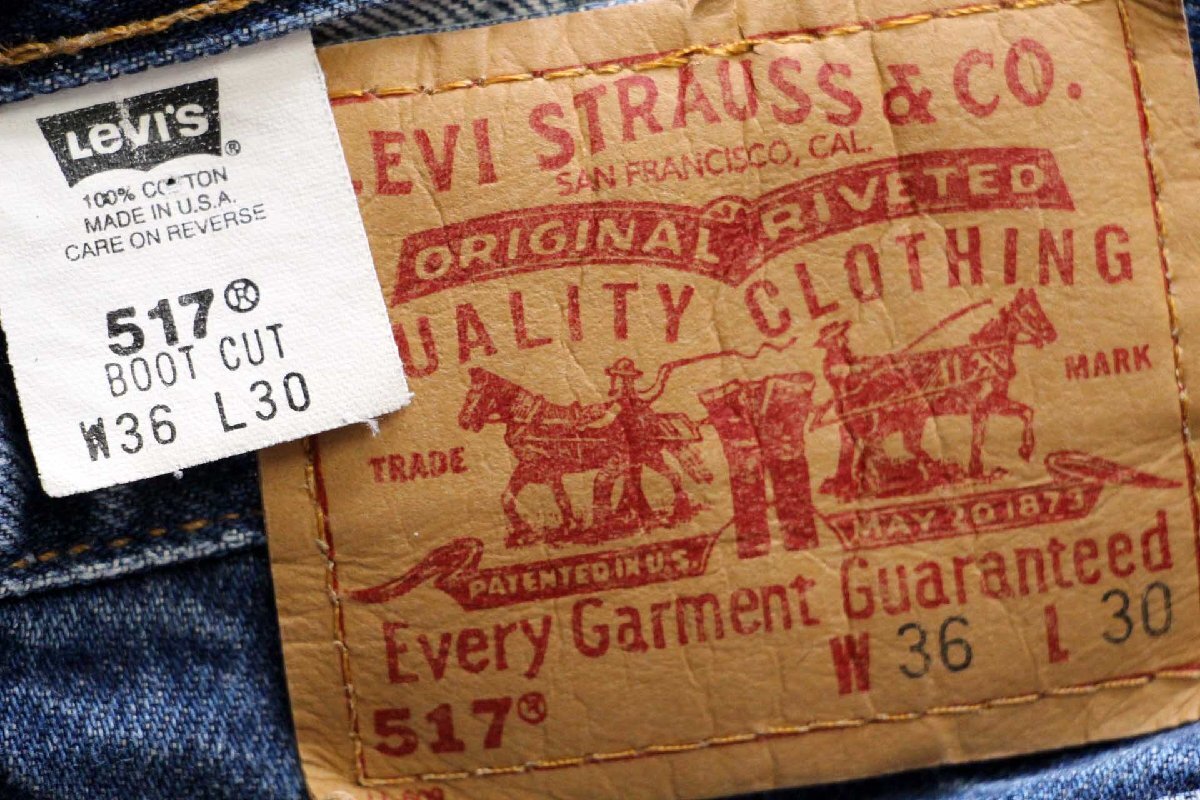 Levi's®
100% COTTON
MADE IN U.S.A.
CARE ON REVERSE
517®
BOOT CUT
W36 L30
LEVI STRAUSS & CO.
SAN FRANCISCO, CAL.
ORIGINAL RIVETED
QUALITY CLOTHING
TRADE MARK
PATENTED IN U.S. MAY 20 1873
Every Garment Guaranteed
W 36 L 30
517®